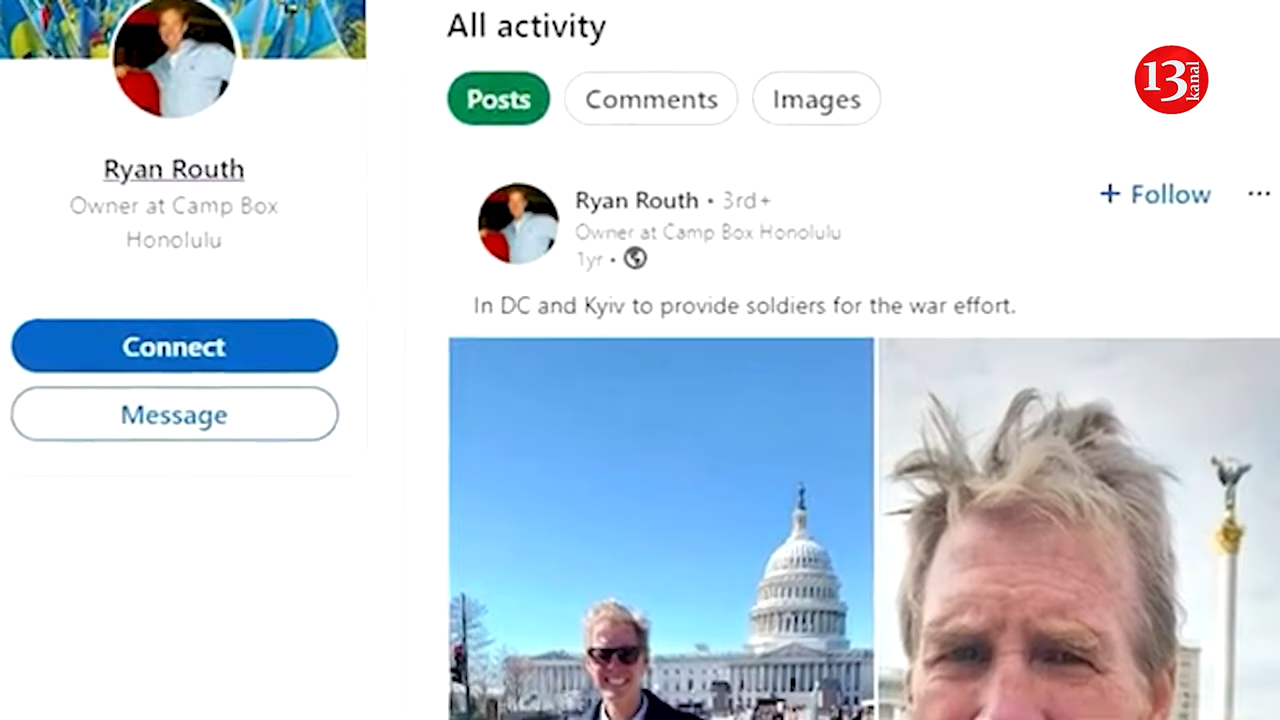 All activity
13 kanal
Posts
Comments
Images
Ryan Routh
Owner at Camp Box
Honolulu
Connect
Message
Ryan Routh • 3rd+
+ Follow ...
Owner at Camp Box Honolulu
1yr •
In DC and Kyiv to provide soldiers for the war effort.